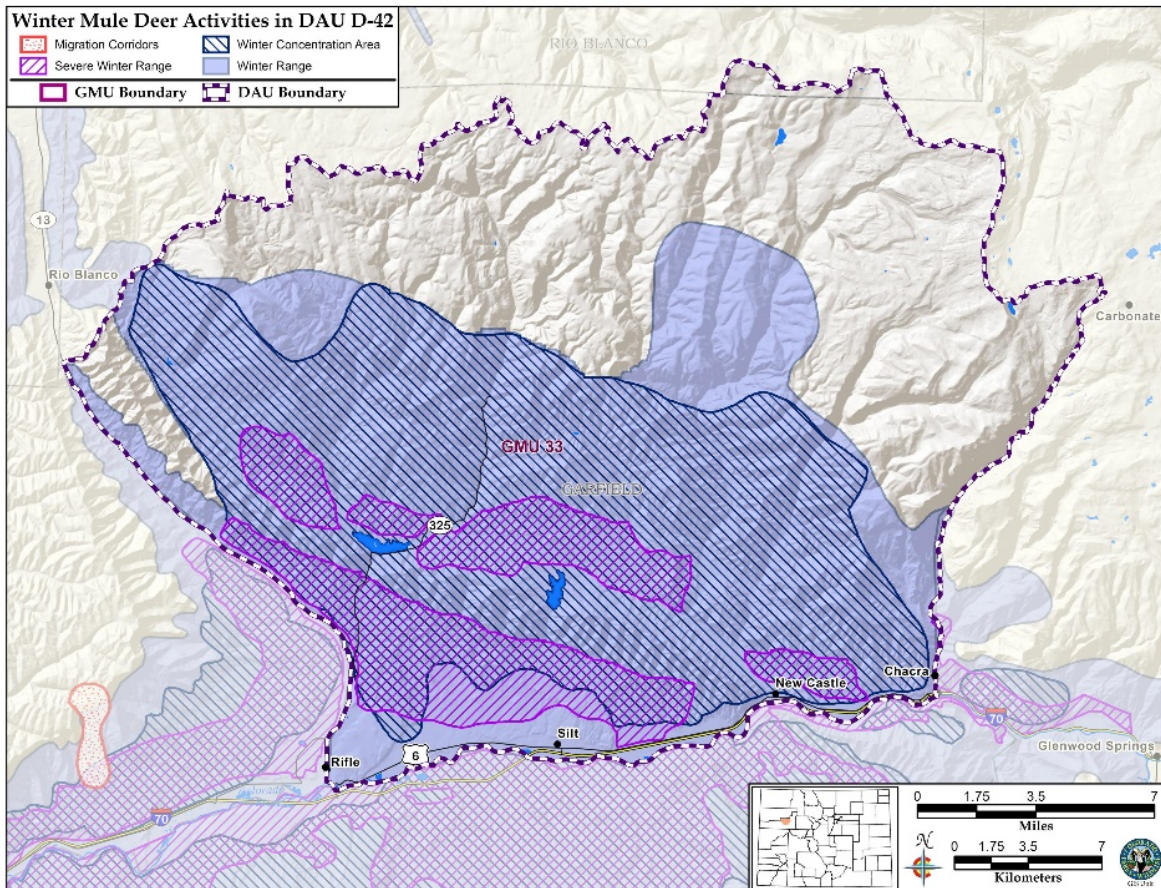 Winter Mule Deer Activities in DAU D-42
Migration Corridors
Winter Concentration Area
Severe Winter Range
Winter Range
GMU Boundary
DAU Boundary
RIO BLANCO
13
Rio Blanco
Carbonate
GMU 33
GARFIELD
325
Chacra
New Castle
70
Silt
6
Glenwood Springs
Rifle
70
0 1.75 3.5 7
Miles
N
0 1.75 3.5 7
Kilometers
GIS Unit